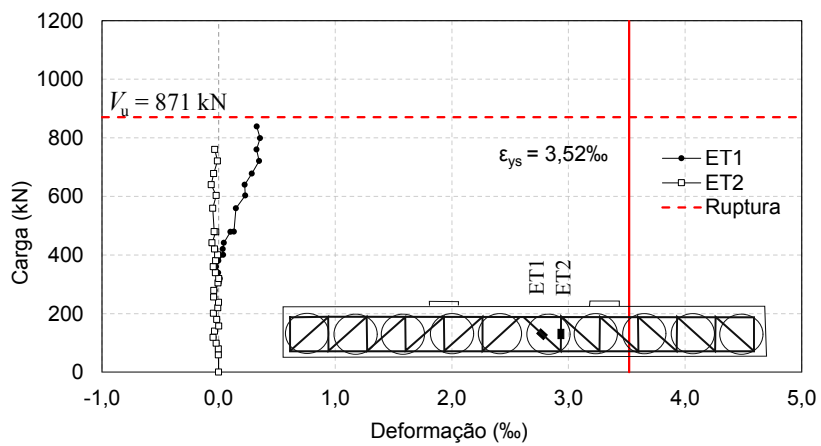 1200
1000
800
600
400
200
0
Carga (kN)
V_u = 871 kN
ε_ys = 3,52‰
ET1
ET2
Ruptura
ET1
ET2
-1,0 0,0 1,0 2,0 3,0 4,0 5,0
Deformação (‰)